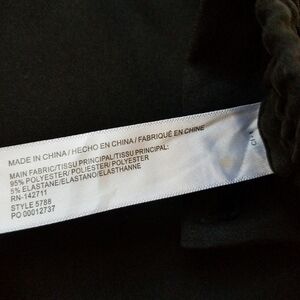 MADE IN CHINA / HECHO EN CHINA / FABRIQUÉ EN CHINE
MAIN FABRIC/TISSU PRINCIPAL/TISSU PRINCIPAL:
95% POLYESTER/ POLIÉSTER/ POLYESTER
5% ELASTANE/ELASTANO/ELASTHANNE
RN-142711
STYLE 5788
PO 00012737